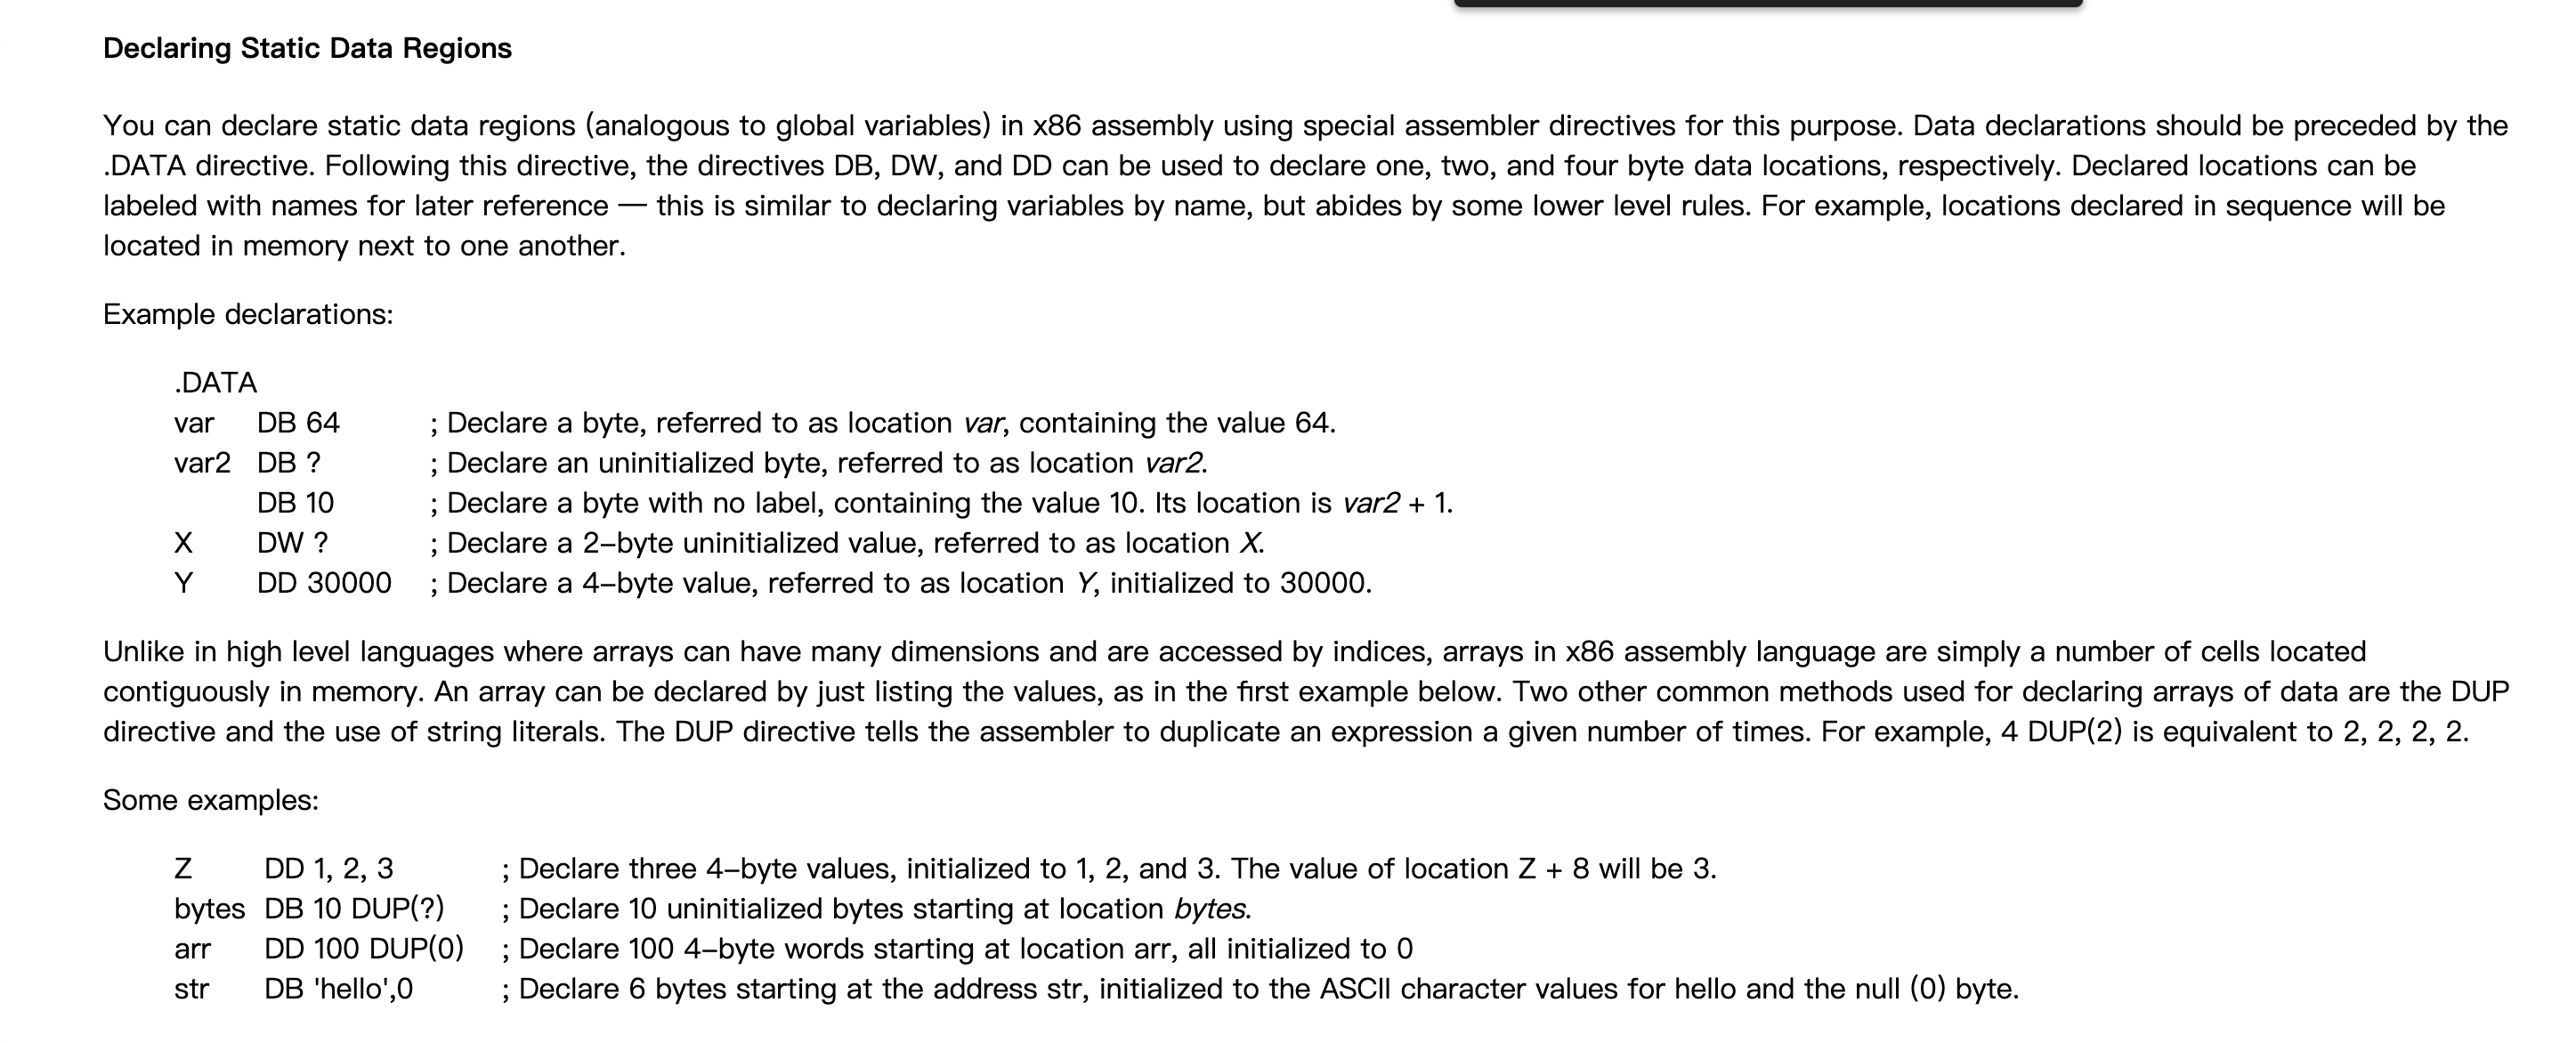 Declaring Static Data Regions
You can declare static data regions (analogous to global variables) in x86 assembly using special assembler directives for this purpose. Data declarations should be preceded by the
.DATA directive. Following this directive, the directives DB, DW, and DD can be used to declare one, two, and four byte data locations, respectively. Declared locations can be
labeled with names for later reference — this is similar to declaring variables by name, but abides by some lower level rules. For example, locations declared in sequence will be
located in memory next to one another.
Example declarations:
.DATA
var DB 64 ; Declare a byte, referred to as location var, containing the value 64.
var2 DB ? ; Declare an uninitialized byte, referred to as location var2.
DB 10 ; Declare a byte with no label, containing the value 10. Its location is var2 + 1.
X DW ? ; Declare a 2-byte uninitialized value, referred to as location X.
Y DD 30000 ; Declare a 4-byte value, referred to as location Y, initialized to 30000.
Unlike in high level languages where arrays can have many dimensions and are accessed by indices, arrays in x86 assembly language are simply a number of cells located
contiguously in memory. An array can be declared by just listing the values, as in the first example below. Two other common methods used for declaring arrays of data are the DUP
directive and the use of string literals. The DUP directive tells the assembler to duplicate an expression a given number of times. For example, 4 DUP(2) is equivalent to 2, 2, 2, 2.
Some examples:
Z DD 1, 2, 3 ; Declare three 4-byte values, initialized to 1, 2, and 3. The value of location Z + 8 will be 3.
bytes DB 10 DUP(?) ; Declare 10 uninitialized bytes starting at location bytes.
arr DD 100 DUP(0) ; Declare 100 4-byte words starting at location arr, all initialized to 0
str DB 'hello',0 ; Declare 6 bytes starting at the address str, initialized to the ASCII character values for hello and the null (0) byte.